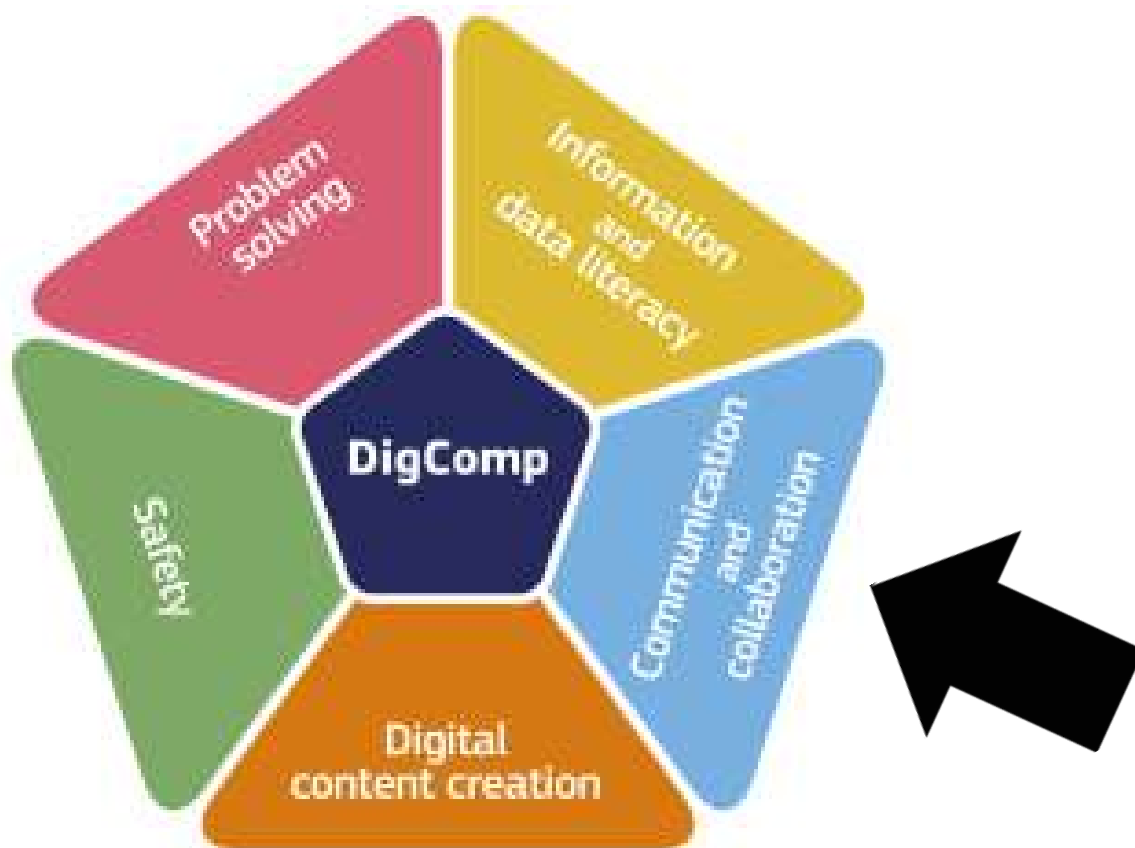 Problem
solving
Information
and
data literacy
DigComp
Communication
and
collaboration
Safety
Digital
content creation